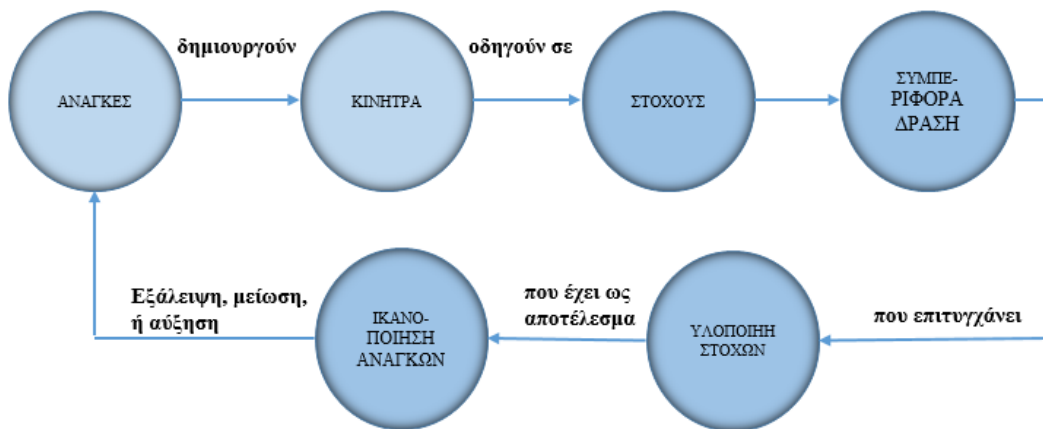 δημιουργούν
οδηγούν σε
ΑΝΑΓΚΕΣ
ΚΙΝΗΤΡΑ
ΣΤΟΧΟΥΣ
ΣΥΜΠΕ-
ΡΙΦΟΡΑ
ΔΡΑΣΗ
που επιτυγχάνει
ΥΛΟΠΟΙΗΗ
ΣΤΟΧΩΝ
που έχει ως
αποτέλεσμα
ΙΚΑΝΟ-
ΠΟΙΗΣΗ
ΑΝΑΓΚΩΝ
Εξάλειψη, μείωση,
ή αύξηση